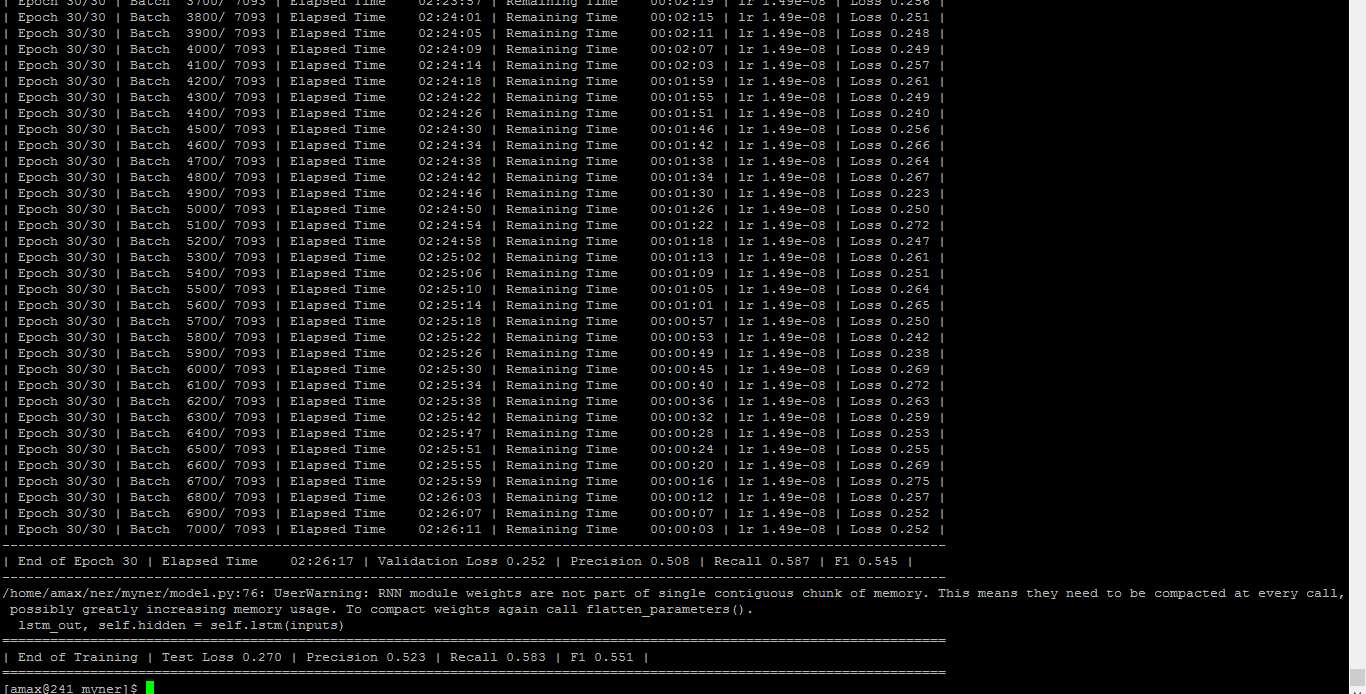 | Epoch 30/30 | Batch  3700/ 7093 | Elapsed Time    02:23:57 | Remaining Time    00:02:19 | lr 1.49e-08 | Loss 0.256 |
| Epoch 30/30 | Batch  3800/ 7093 | Elapsed Time    02:24:01 | Remaining Time    00:02:15 | lr 1.49e-08 | Loss 0.251 |
| Epoch 30/30 | Batch  3900/ 7093 | Elapsed Time    02:24:05 | Remaining Time    00:02:11 | lr 1.49e-08 | Loss 0.248 |
| Epoch 30/30 | Batch  4000/ 7093 | Elapsed Time    02:24:09 | Remaining Time    00:02:07 | lr 1.49e-08 | Loss 0.249 |
| Epoch 30/30 | Batch  4100/ 7093 | Elapsed Time    02:24:14 | Remaining Time    00:02:03 | lr 1.49e-08 | Loss 0.257 |
| Epoch 30/30 | Batch  4200/ 7093 | Elapsed Time    02:24:18 | Remaining Time    00:01:59 | lr 1.49e-08 | Loss 0.261 |
| Epoch 30/30 | Batch  4300/ 7093 | Elapsed Time    02:24:22 | Remaining Time    00:01:55 | lr 1.49e-08 | Loss 0.249 |
| Epoch 30/30 | Batch  4400/ 7093 | Elapsed Time    02:24:26 | Remaining Time    00:01:51 | lr 1.49e-08 | Loss 0.240 |
| Epoch 30/30 | Batch  4500/ 7093 | Elapsed Time    02:24:30 | Remaining Time    00:01:46 | lr 1.49e-08 | Loss 0.256 |
| Epoch 30/30 | Batch  4600/ 7093 | Elapsed Time    02:24:34 | Remaining Time    00:01:42 | lr 1.49e-08 | Loss 0.266 |
| Epoch 30/30 | Batch  4700/ 7093 | Elapsed Time    02:24:38 | Remaining Time    00:01:38 | lr 1.49e-08 | Loss 0.264 |
| Epoch 30/30 | Batch  4800/ 7093 | Elapsed Time    02:24:42 | Remaining Time    00:01:34 | lr 1.49e-08 | Loss 0.267 |
| Epoch 30/30 | Batch  4900/ 7093 | Elapsed Time    02:24:46 | Remaining Time    00:01:30 | lr 1.49e-08 | Loss 0.223 |
| Epoch 30/30 | Batch  5000/ 7093 | Elapsed Time    02:24:50 | Remaining Time    00:01:26 | lr 1.49e-08 | Loss 0.250 |
| Epoch 30/30 | Batch  5100/ 7093 | Elapsed Time    02:24:54 | Remaining Time    00:01:22 | lr 1.49e-08 | Loss 0.272 |
| Epoch 30/30 | Batch  5200/ 7093 | Elapsed Time    02:24:58 | Remaining Time    00:01:18 | lr 1.49e-08 | Loss 0.247 |
| Epoch 30/30 | Batch  5300/ 7093 | Elapsed Time    02:25:02 | Remaining Time    00:01:13 | lr 1.49e-08 | Loss 0.261 |
| Epoch 30/30 | Batch  5400/ 7093 | Elapsed Time    02:25:06 | Remaining Time    00:01:09 | lr 1.49e-08 | Loss 0.251 |
| Epoch 30/30 | Batch  5500/ 7093 | Elapsed Time    02:25:10 | Remaining Time    00:01:05 | lr 1.49e-08 | Loss 0.264 |
| Epoch 30/30 | Batch  5600/ 7093 | Elapsed Time    02:25:14 | Remaining Time    00:01:01 | lr 1.49e-08 | Loss 0.265 |
| Epoch 30/30 | Batch  5700/ 7093 | Elapsed Time    02:25:18 | Remaining Time    00:00:57 | lr 1.49e-08 | Loss 0.250 |
| Epoch 30/30 | Batch  5800/ 7093 | Elapsed Time    02:25:22 | Remaining Time    00:00:53 | lr 1.49e-08 | Loss 0.242 |
| Epoch 30/30 | Batch  5900/ 7093 | Elapsed Time    02:25:26 | Remaining Time    00:00:49 | lr 1.49e-08 | Loss 0.238 |
| Epoch 30/30 | Batch  6000/ 7093 | Elapsed Time    02:25:30 | Remaining Time    00:00:45 | lr 1.49e-08 | Loss 0.269 |
| Epoch 30/30 | Batch  6100/ 7093 | Elapsed Time    02:25:34 | Remaining Time    00:00:40 | lr 1.49e-08 | Loss 0.272 |
| Epoch 30/30 | Batch  6200/ 7093 | Elapsed Time    02:25:38 | Remaining Time    00:00:36 | lr 1.49e-08 | Loss 0.263 |
| Epoch 30/30 | Batch  6300/ 7093 | Elapsed Time    02:25:42 | Remaining Time    00:00:32 | lr 1.49e-08 | Loss 0.259 |
| Epoch 30/30 | Batch  6400/ 7093 | Elapsed Time    02:25:47 | Remaining Time    00:00:28 | lr 1.49e-08 | Loss 0.253 |
| Epoch 30/30 | Batch  6500/ 7093 | Elapsed Time    02:25:51 | Remaining Time    00:00:24 | lr 1.49e-08 | Loss 0.255 |
| Epoch 30/30 | Batch  6600/ 7093 | Elapsed Time    02:25:55 | Remaining Time    00:00:20 | lr 1.49e-08 | Loss 0.269 |
| Epoch 30/30 | Batch  6700/ 7093 | Elapsed Time    02:25:59 | Remaining Time    00:00:16 | lr 1.49e-08 | Loss 0.275 |
| Epoch 30/30 | Batch  6800/ 7093 | Elapsed Time    02:26:03 | Remaining Time    00:00:12 | lr 1.49e-08 | Loss 0.257 |
| Epoch 30/30 | Batch  6900/ 7093 | Elapsed Time    02:26:07 | Remaining Time    00:00:07 | lr 1.49e-08 | Loss 0.252 |
| Epoch 30/30 | Batch  7000/ 7093 | Elapsed Time    02:26:11 | Remaining Time    00:00:03 | lr 1.49e-08 | Loss 0.252 |
----------------------------------------------------------------------------------------------------------------------
| End of Epoch 30 | Elapsed Time    02:26:17 | Validation Loss 0.252 | Precision 0.508 | Recall 0.587 | F1 0.545 |
----------------------------------------------------------------------------------------------------------------------
/home/amax/ner/myner/model.py:76: UserWarning: RNN module weights are not part of single contiguous chunk of memory. This means they need to be compacted at every call,
 possibly greatly increasing memory usage. To compact weights again call flatten_parameters().
  lstm_out, self.hidden = self.lstm(inputs)
======================================================================================================================
| End of Training | Test Loss 0.270 | Precision 0.523 | Recall 0.583 | F1 0.551 |
======================================================================================================================
[amax@241 myner]$